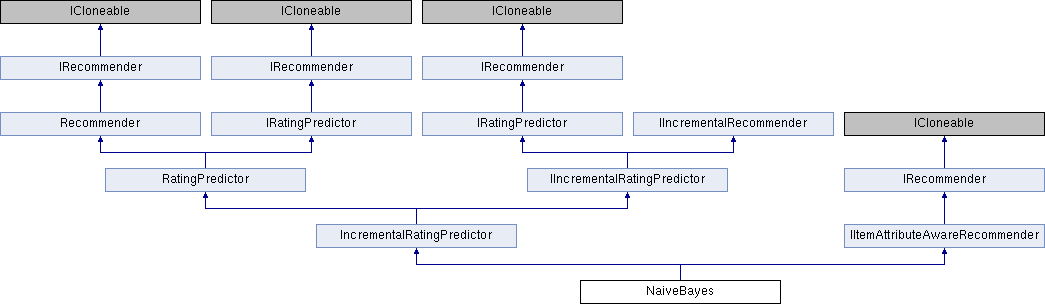 ICloneable ICloneable ICloneable
IRecommender IRecommender IRecommender
Recommender IRatingPredictor IRatingPredictor IIncrementalRecommender ICloneable
RatingPredictor IIncrementalRatingPredictor IRecommender
IncrementalRatingPredictor IItemAttributeAwareRecommender
NaiveBayes